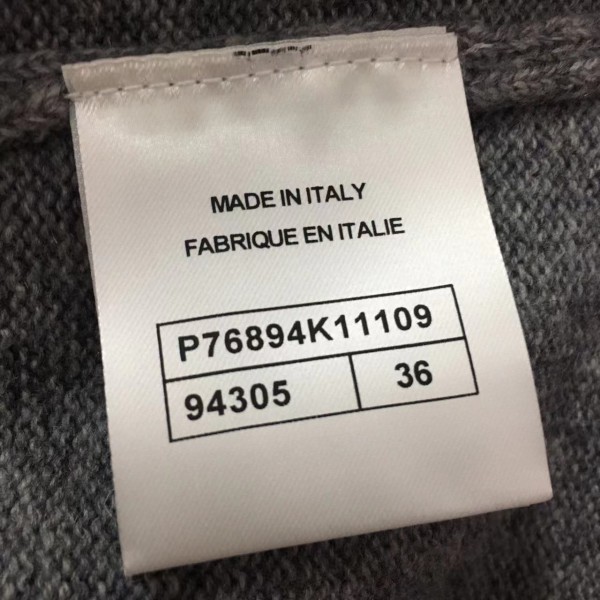 MADE IN ITALY
FABRIQUE EN ITALIE
P76894K11109
94305 36